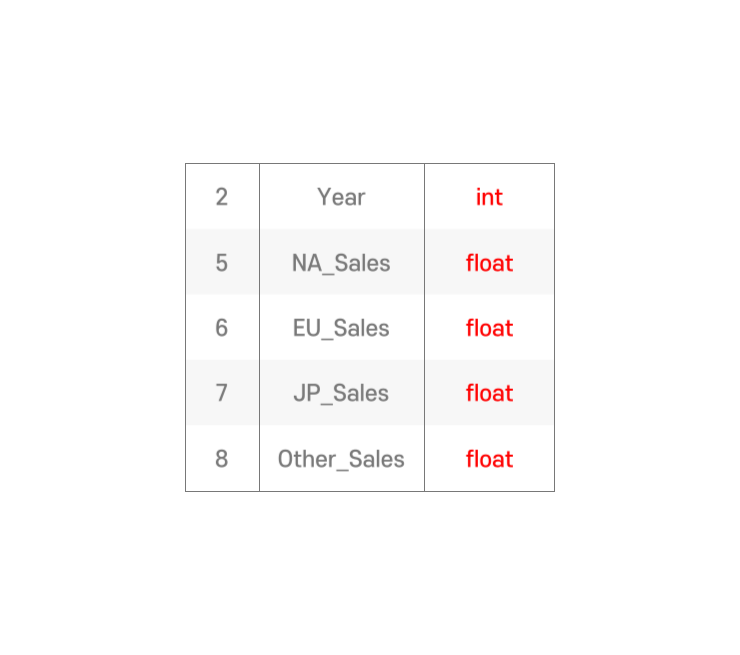 2 Year int
5 NA_Sales float
6 EU_Sales float
7 JP_Sales float
8 Other_Sales float